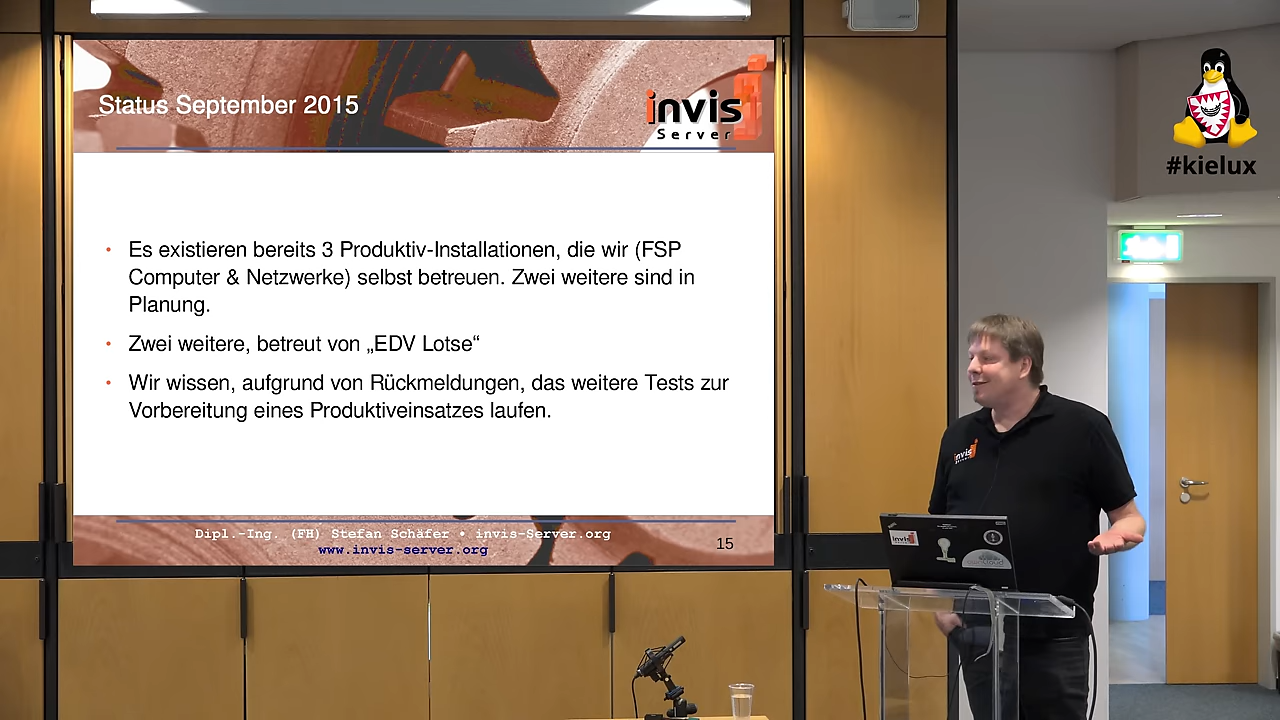 Status September 2015
invis
Server
• Es existieren bereits 3 Produktiv-Installationen, die wir (FSP
Computer & Netzwerke) selbst betreuen. Zwei weitere sind in
Planung.
• Zwei weitere, betreut von „EDV Lotse“
• Wir wissen, aufgrund von Rückmeldungen, das weitere Tests zur
Vorbereitung eines Produktiveinsatzes laufen.
Dipl.-Ing. (FH) Stefan Schäfer • invis-Server.org
www.invis-server.org
15
#kielux
invis
invis